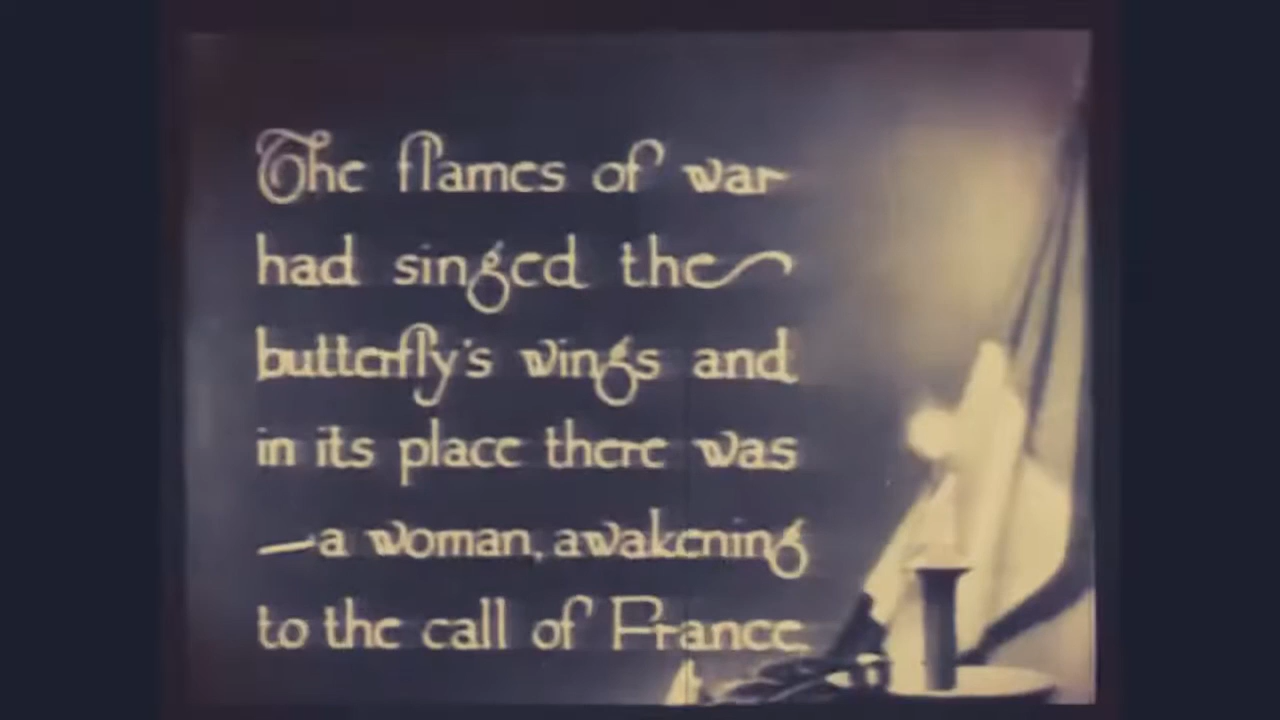 The flames of war
had singed the
butterfly's wings and
in its place there was
—a woman, awakening
to the call of France